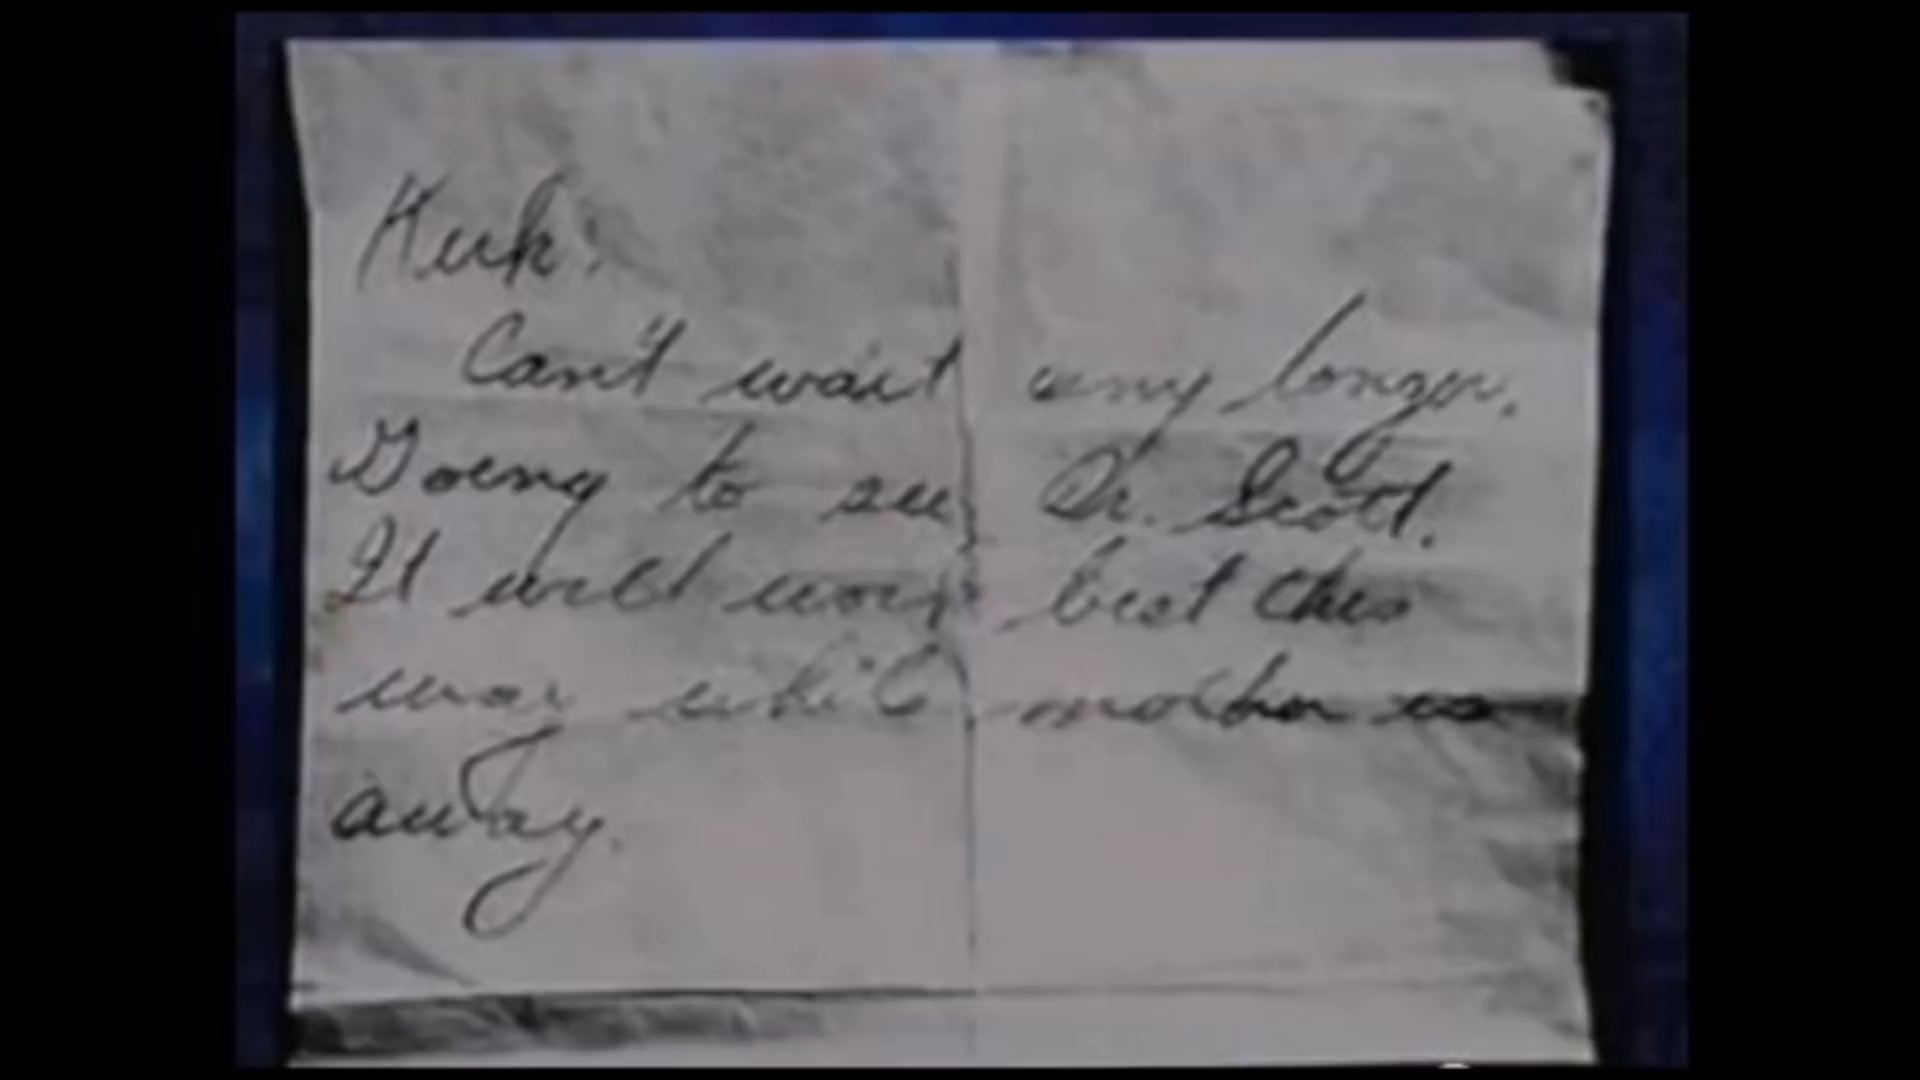 Huk:
Can't wait any longer.
Going to see Dr. Scott.
It will work best this
way while mother is
away.